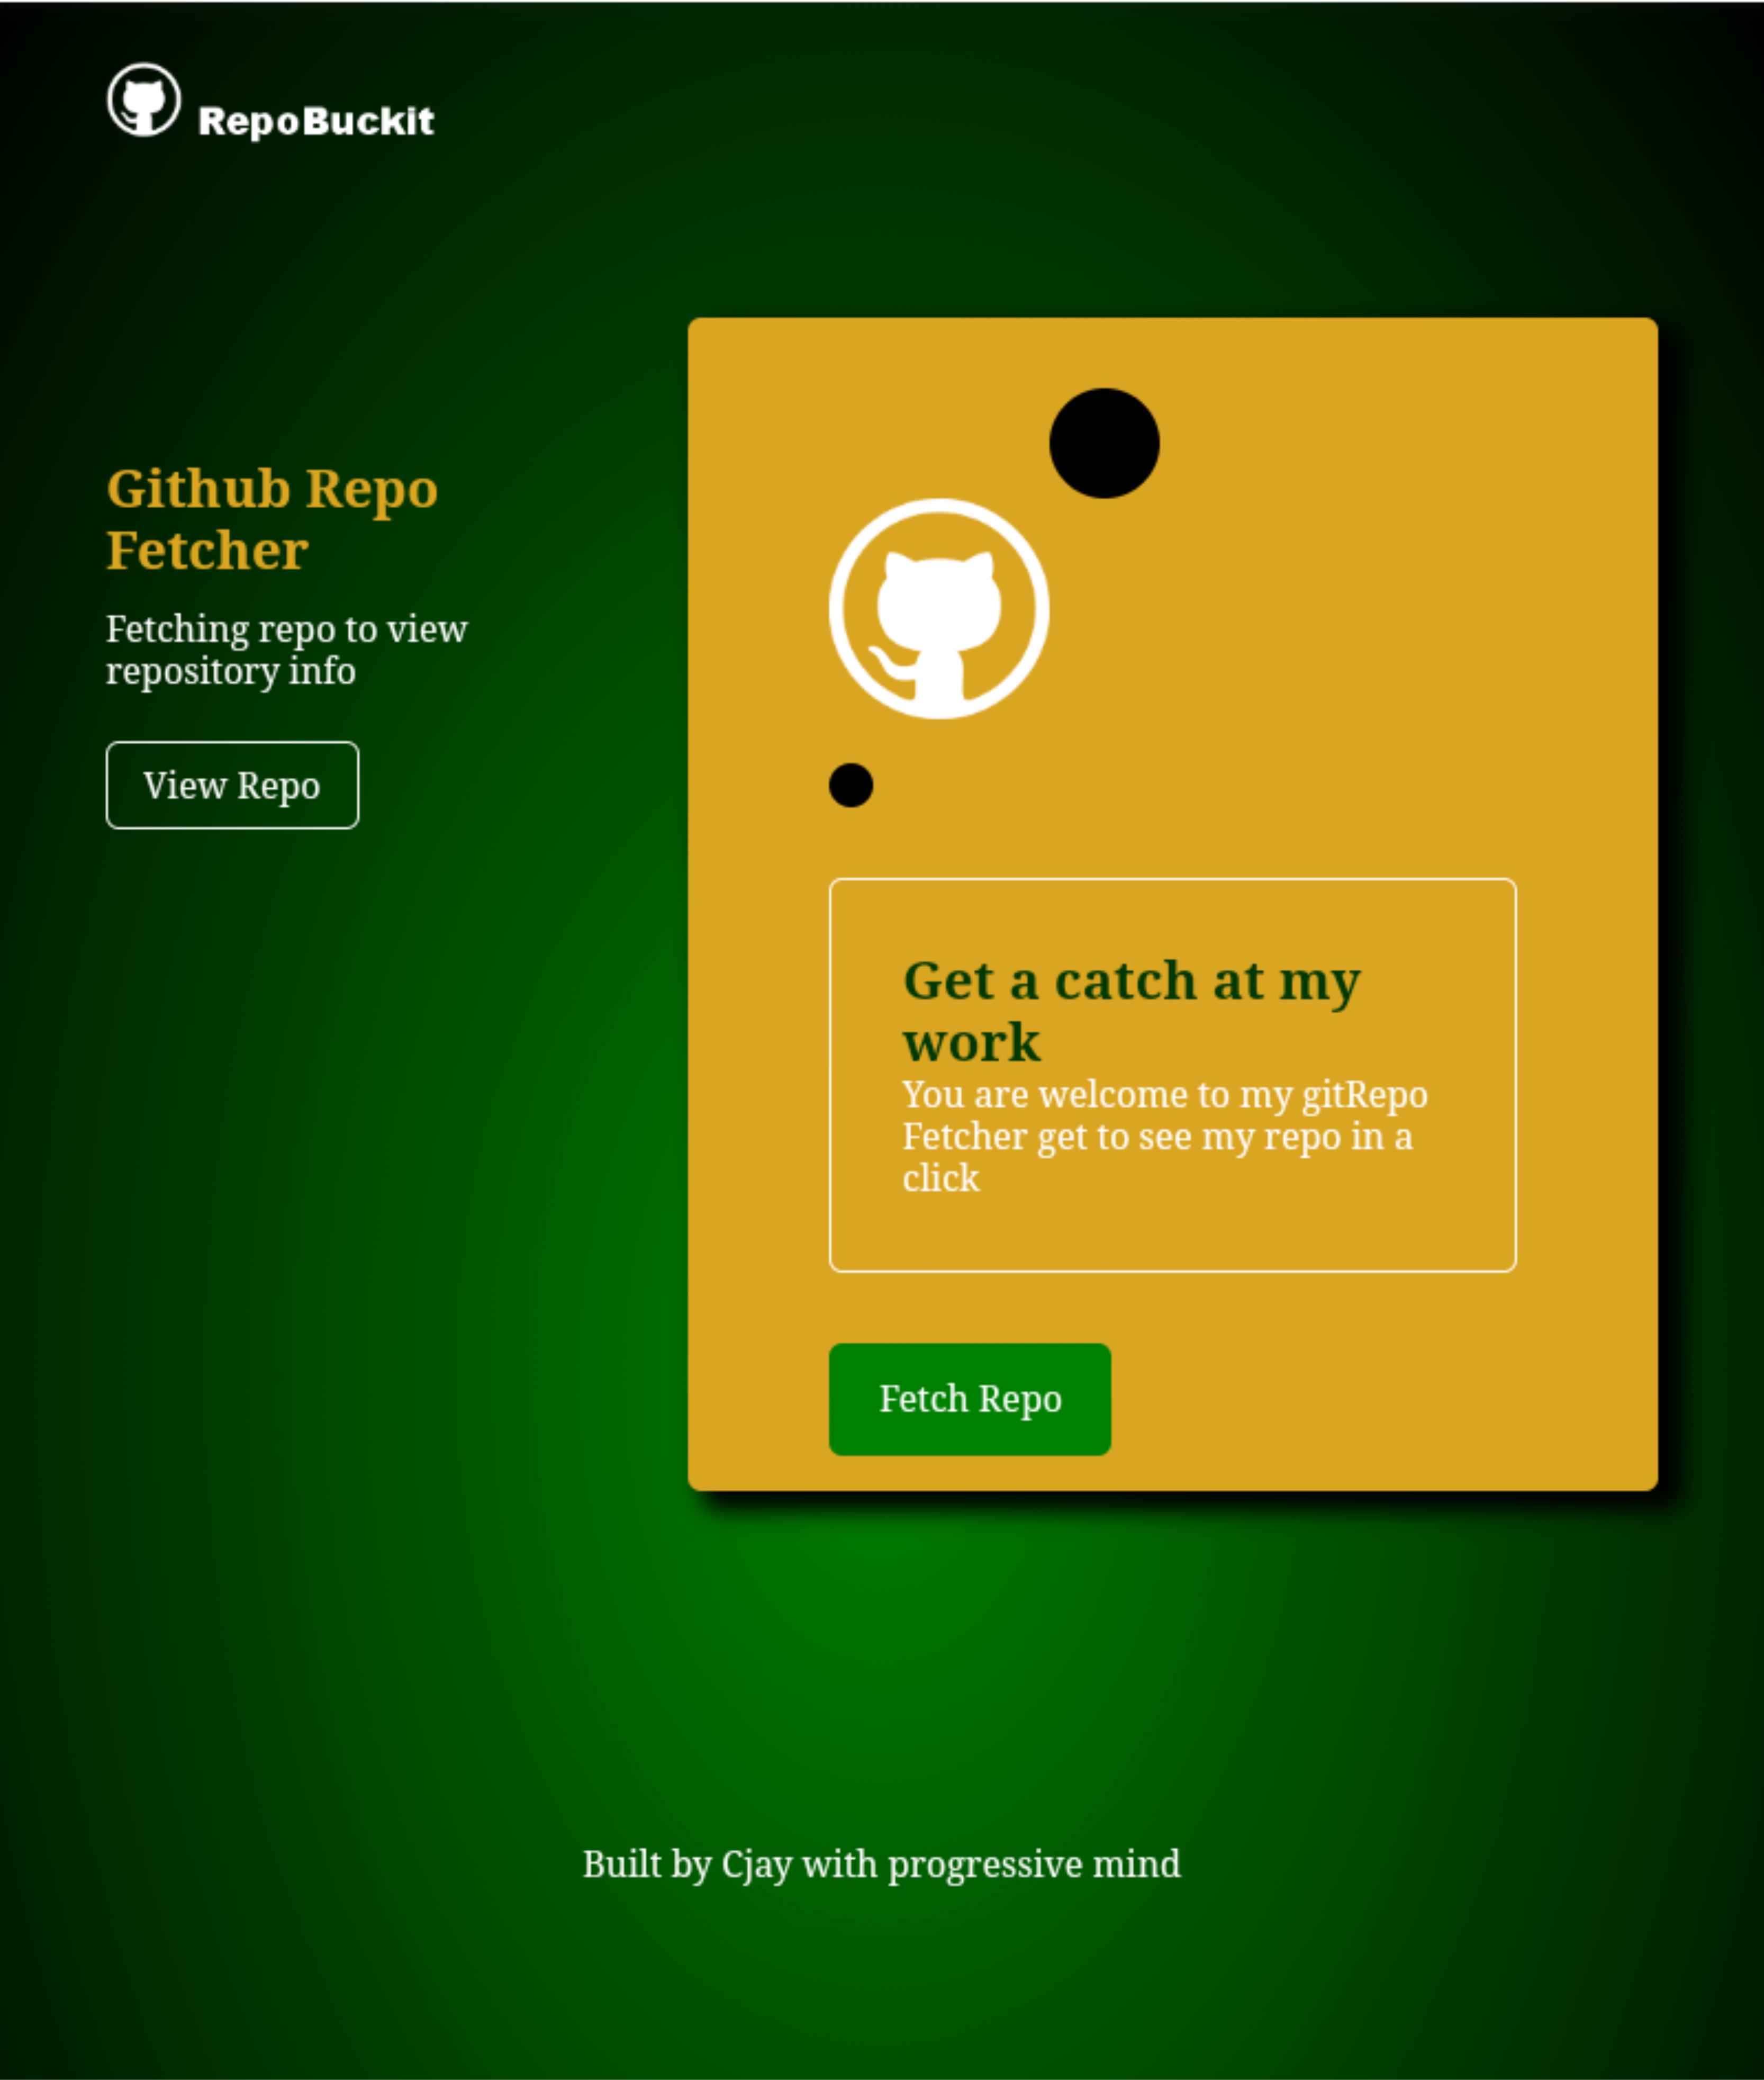 RepoBuckit
Github Repo
Fetcher
Fetching repo to view
repository info
View Repo
Get a catch at my
work
You are welcome to my gitRepo
Fetcher get to see my repo in a
click
Fetch Repo
Built by Cjay with progressive mind